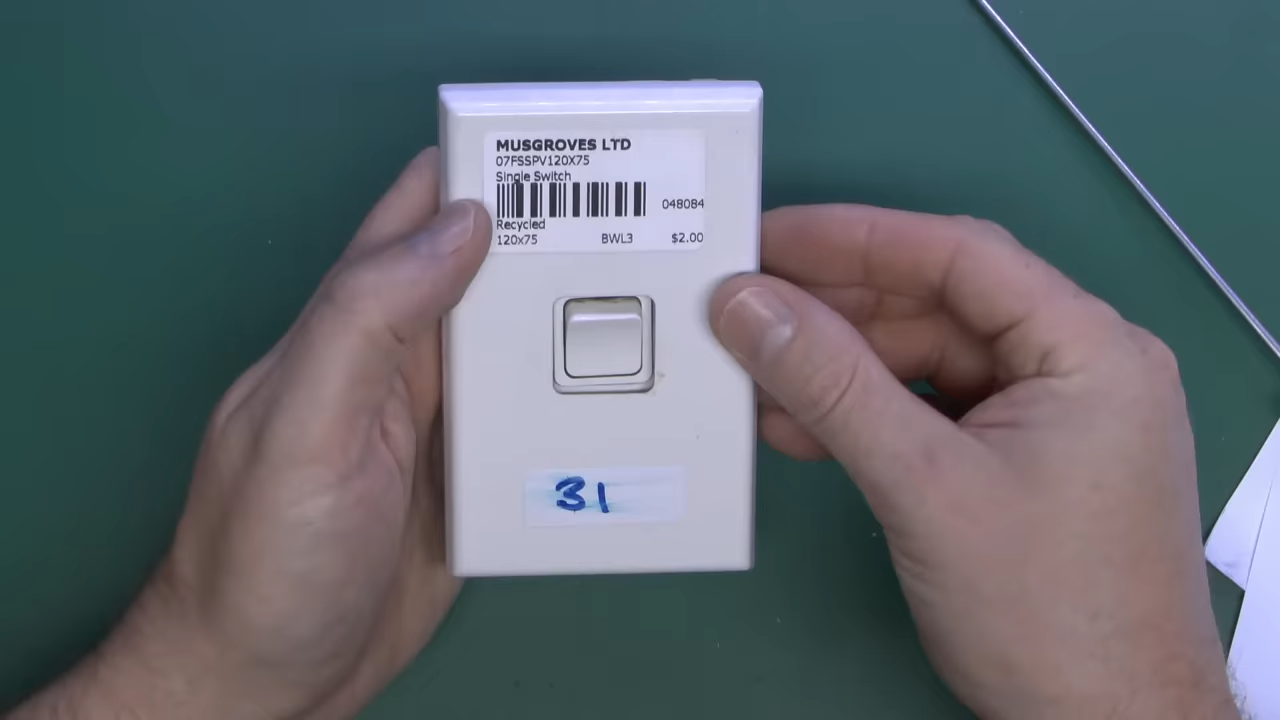 MUSGROVES LTD
07FSSPV120X75
Single Switch
048084
Recycled
120x75 BWL3 $2.00
31